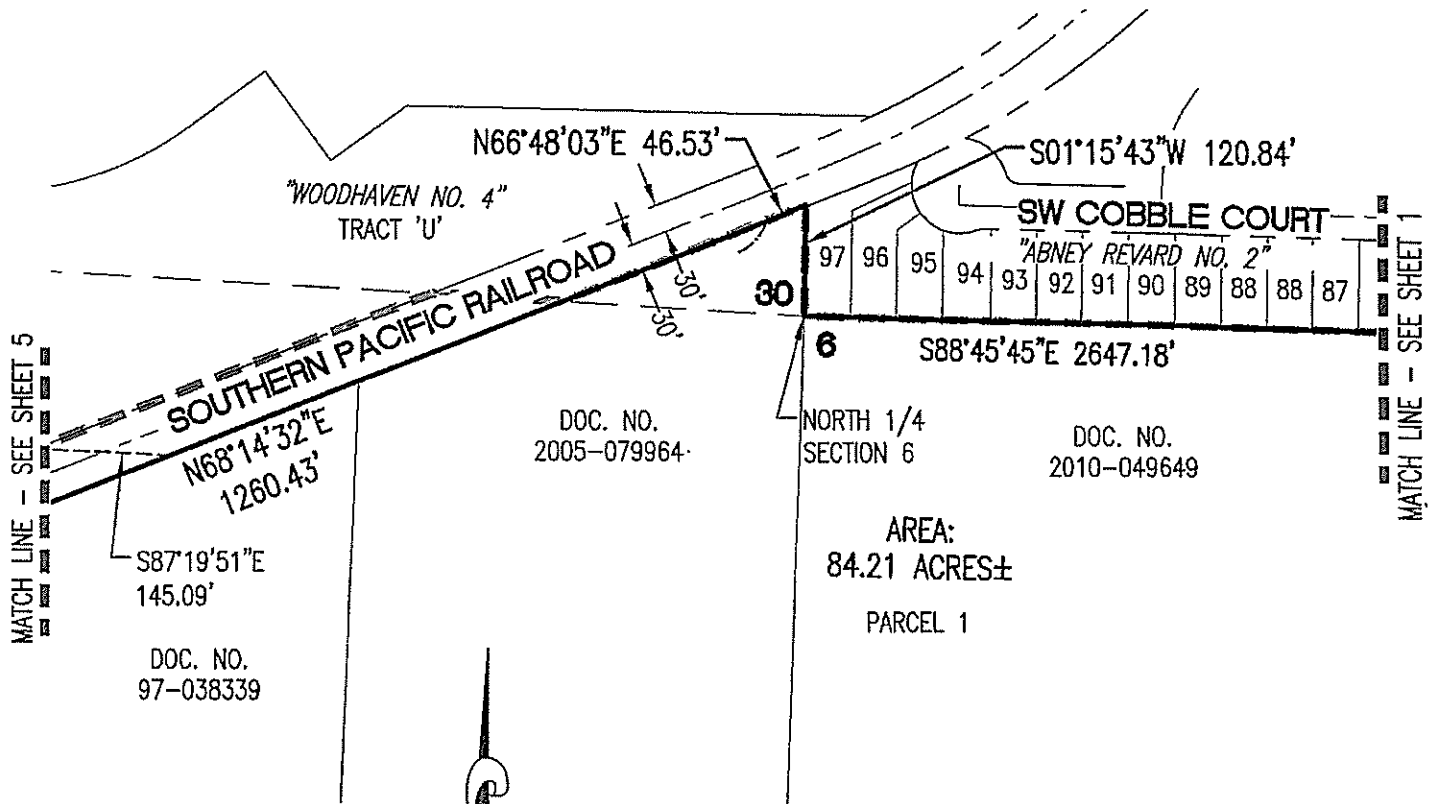 N66°48'03"E 46.53'
S01°15'43"W 120.84'
"WOODHAVEN NO. 4"
TRACT 'U'
SW COBBLE COURT
"ABNEY REVARD NO. 2"
97 96 95 94 93 92 91 90 89 88 88 87
SOUTHERN PACIFIC RAILROAD
30'
30'
30
6
S88°45'45"E 2647.18'
MATCH LINE - SEE SHEET 5
MATCH LINE - SEE SHEET 1
N68°14'32"E
1260.43'
DOC. NO.
2005-079964
NORTH 1/4
SECTION 6
DOC. NO.
2010-049649
S87°19'51"E
145.09'
AREA:
84.21 ACRES±
PARCEL 1
DOC. NO.
97-038339